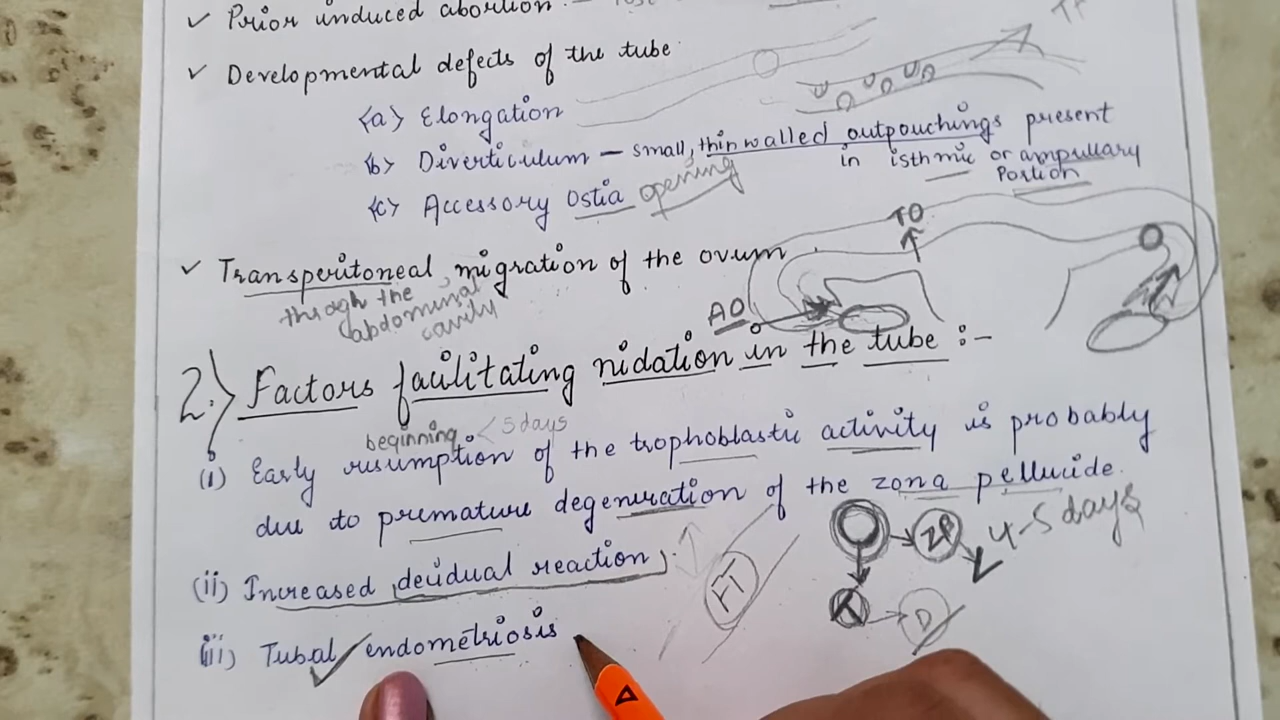 ✓ Prior induced abortion :-
✓ Developmental defects of the tube
(a) Elongation
(b) Diverticulum – small, thin walled outpouchings present
in isthmic or ampullary
Portion
(c) Accessory Ostia opening
TO
✓ Transperitoneal migration of the ovum
through the
abdominal
cavity
AO
2.) Factors facilitating nidation in the tube :-
beginning < 5 days
(i) Early resumption of the trophoblastic activity is probably
due to premature degeneration of the zona pellucide.
ZP 4-5 days
(ii) Increased decidual reaction
FT
D
(iii) Tubal endometriosis